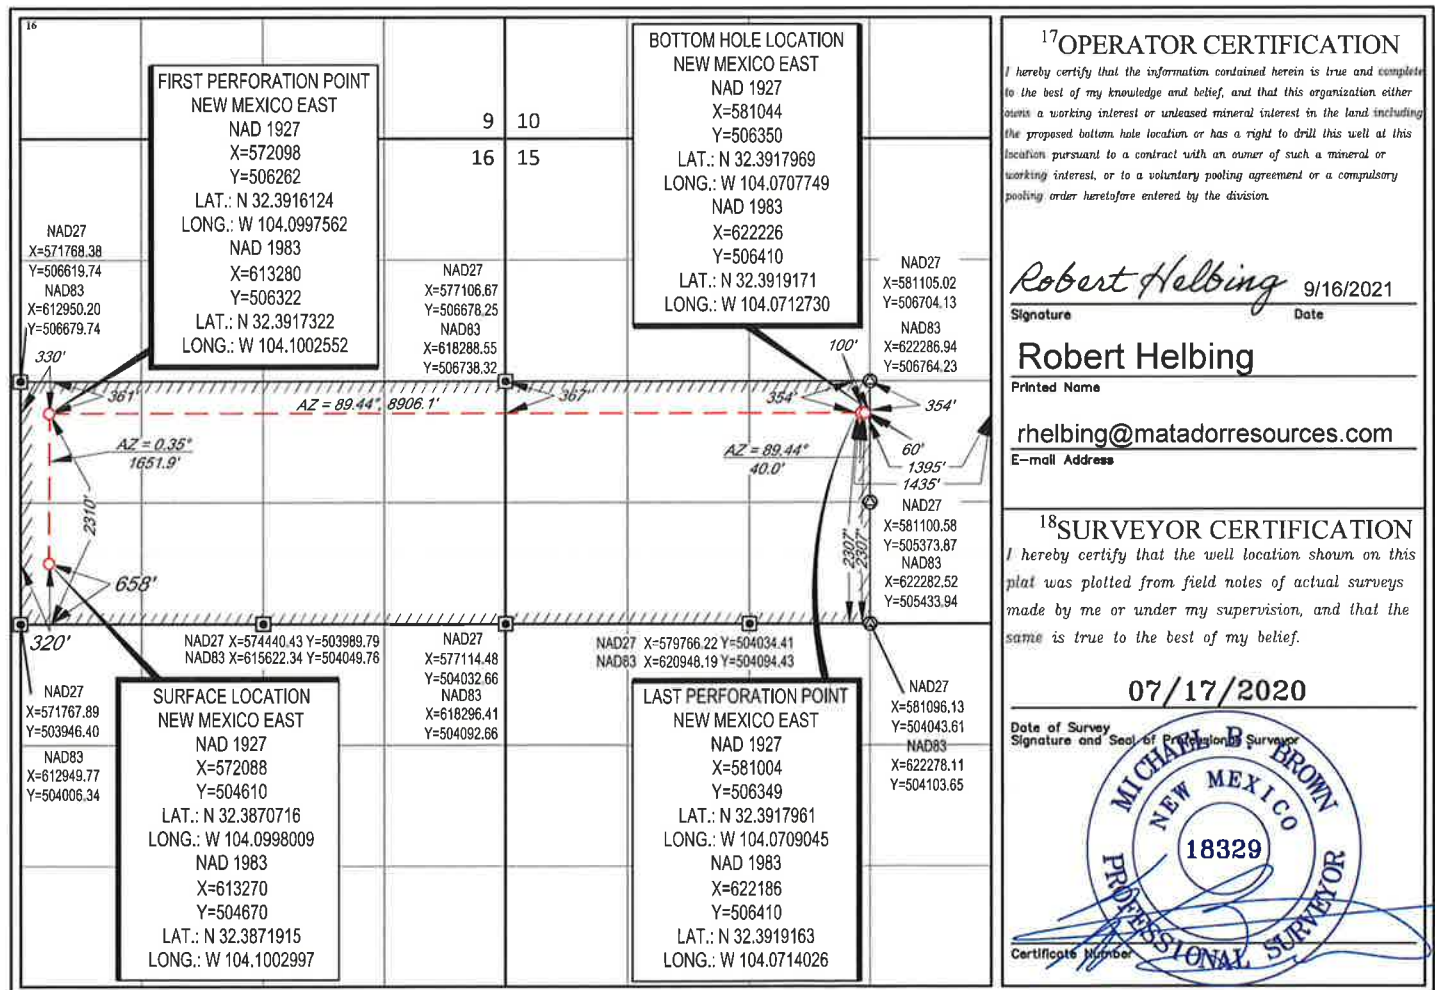 16
FIRST PERFORATION POINT
NEW MEXICO EAST
NAD 1927
X=572098
Y=506262
LAT.: N 32.3916124
LONG.: W 104.0997562
NAD 1983
X=613280
Y=506322
LAT.: N 32.3917322
LONG.: W 104.1002552
BOTTOM HOLE LOCATION
NEW MEXICO EAST
NAD 1927
X=581044
Y=506350
LAT.: N 32.3917969
LONG.: W 104.0707749
NAD 1983
X=622226
Y=506410
LAT.: N 32.3919171
LONG.: W 104.0712730
9 10
16 15
NAD27
X=571768.38
Y=506619.74
NAD83
X=612950.20
Y=506679.74
NAD27
X=577106.67
Y=506678.25
NAD83
X=618288.55
Y=506738.32
NAD27
X=581105.02
Y=506704.13
NAD83
X=622286.94
Y=506764.23
330'
361'
AZ = 89.44°, 8906.1'
367'
100'
354'
354'
AZ = 0.35°
1651.9'
2310'
AZ = 89.44°
40.0'
60'
1395'
1435'
2307'
2307'
NAD27
X=581100.58
Y=505373.87
NAD83
X=622282.52
Y=505433.94
658'
320'
NAD27 X=574440.43 Y=503989.79
NAD83 X=615622.34 Y=504049.76
NAD27
X=577114.48
Y=504032.66
NAD83
X=618296.41
Y=504092.66
NAD27 X=579766.22 Y=504034.41
NAD83 X=620948.19 Y=504094.43
NAD27
X=571767.89
Y=503946.40
NAD83
X=612949.77
Y=504006.34
SURFACE LOCATION
NEW MEXICO EAST
NAD 1927
X=572088
Y=504610
LAT.: N 32.3870716
LONG.: W 104.0998009
NAD 1983
X=613270
Y=504670
LAT.: N 32.3871915
LONG.: W 104.1002997
LAST PERFORATION POINT
NEW MEXICO EAST
NAD 1927
X=581004
Y=506349
LAT.: N 32.3917961
LONG.: W 104.0709045
NAD 1983
X=622186
Y=506410
LAT.: N 32.3919163
LONG.: W 104.0714026
NAD27
X=581096.13
Y=504043.61
NAD83
X=622278.11
Y=504103.65
17 OPERATOR CERTIFICATION
I hereby certify that the information contained herein is true and complete
to the best of my knowledge and belief, and that this organization either
owns a working interest or unleased mineral interest in the land including
the proposed bottom hole location or has a right to drill this well at this
location pursuant to a contract with an owner of such a mineral or
working interest, or to a voluntary pooling agreement or a compulsory
pooling order heretofore entered by the division.
Robert Helbing 9/16/2021
Signature Date
Robert Helbing
Printed Name
rhelbing@matadorresources.com
E-mail Address
18 SURVEYOR CERTIFICATION
I hereby certify that the well location shown on this
plat was plotted from field notes of actual surveys
made by me or under my supervision, and that the
same is true to the best of my belief.
07/17/2020
Date of Survey
Signature and Seal of Professional Surveyor
MICHAEL B. BROWN
NEW MEXICO
18329
PROFESSIONAL SURVEYOR
Certificate Number